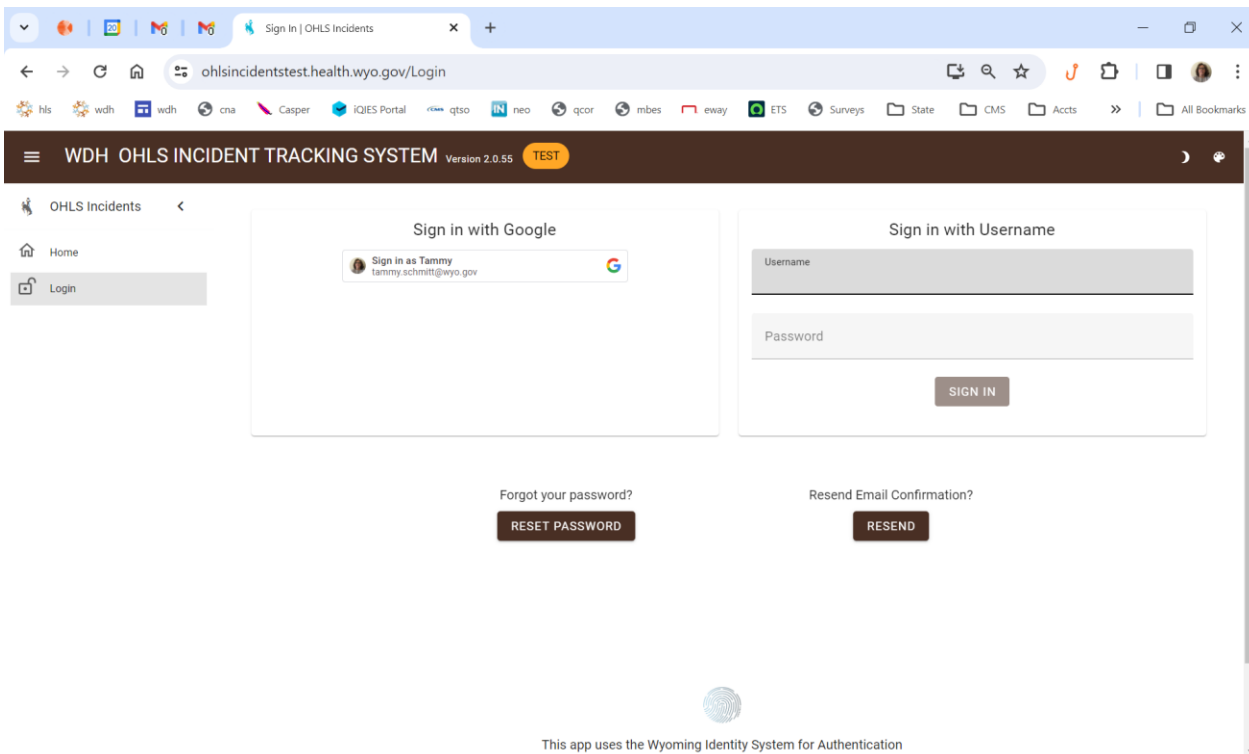 20
Sign In | OHLS Incidents
ohlsincidentstest.health.wyo.gov/Login
hls wdh wdh cna Casper iQIES Portal qtso IN neo qcor mbes eway ETS Surveys State CMS Accts » All Bookmarks
WDH OHLS INCIDENT TRACKING SYSTEM Version 2.0.55 TEST
OHLS Incidents
Home
Login
Sign in with Google
Sign in as Tammy
tammy.schmitt@wyo.gov
Sign in with Username
Username
Password
SIGN IN
Forgot your password?
RESET PASSWORD
Resend Email Confirmation?
RESEND
This app uses the Wyoming Identity System for Authentication